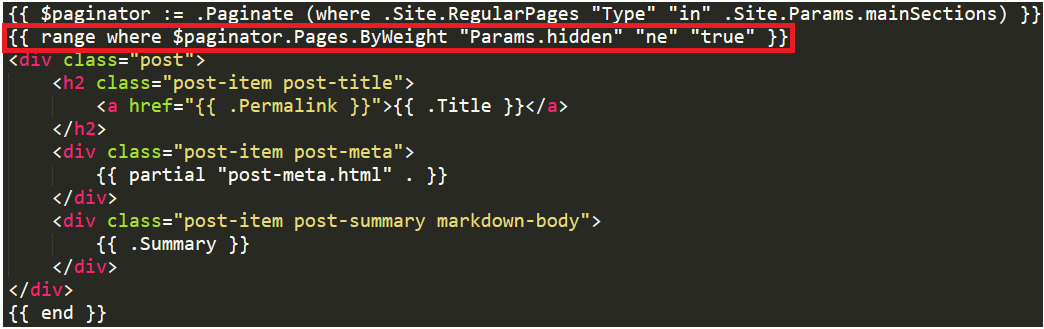 {{ $paginator := .Paginate (where .Site.RegularPages "Type" "in" .Site.Params.mainSections) }}
{{ range where $paginator.Pages.ByWeight "Params.hidden" "ne" "true" }}
<div class="post">
    <h2 class="post-item post-title">
        <a href="{{ .Permalink }}">{{ .Title }}</a>
    </h2>
    <div class="post-item post-meta">
        {{ partial "post-meta.html" . }}
    </div>
    <div class="post-item post-summary markdown-body">
        {{ .Summary }}
    </div>
</div>
{{ end }}